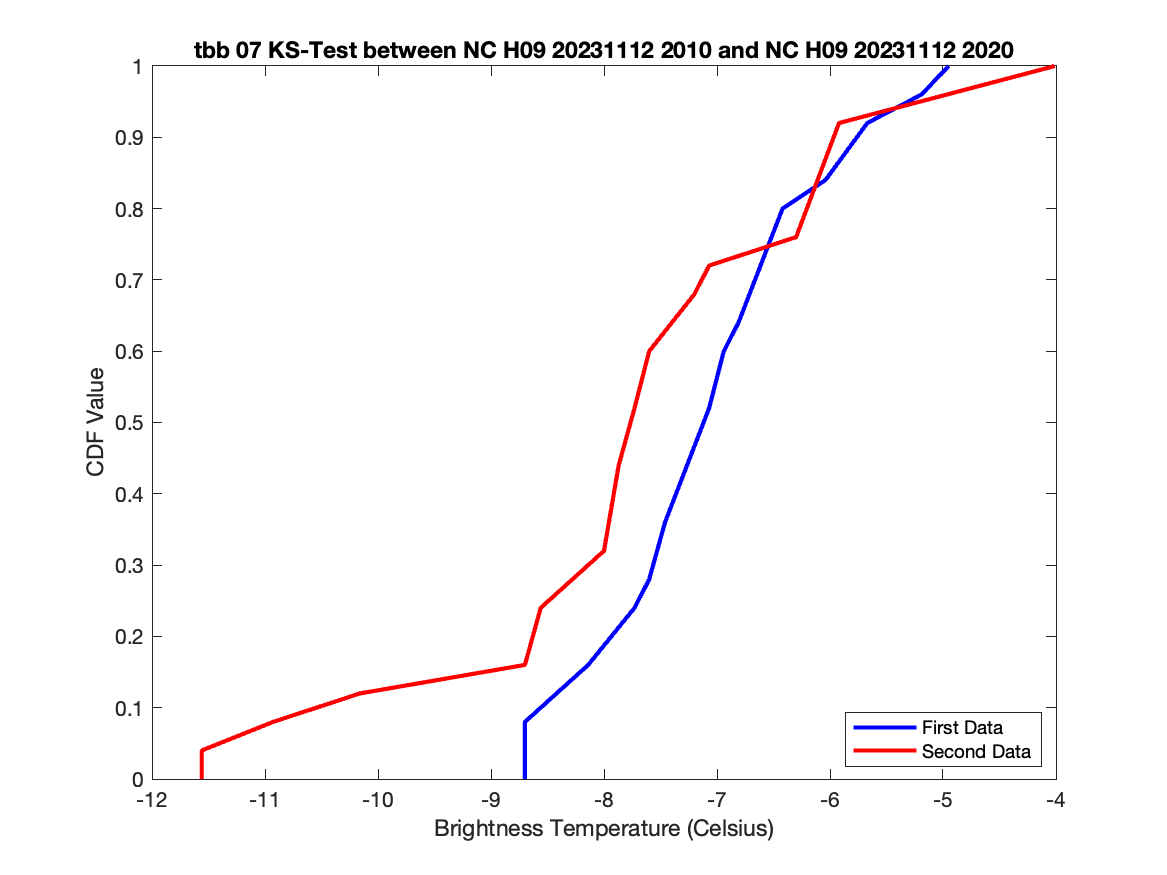 tbb 07 KS-Test between NC H09 20231112 2010 and NC H09 20231112 2020
1
0.9
0.8
0.7
0.6
0.5
0.4
0.3
0.2
0.1
0
CDF Value
First Data
Second Data
-12 -11 -10 -9 -8 -7 -6 -5 -4
Brightness Temperature (Celsius)